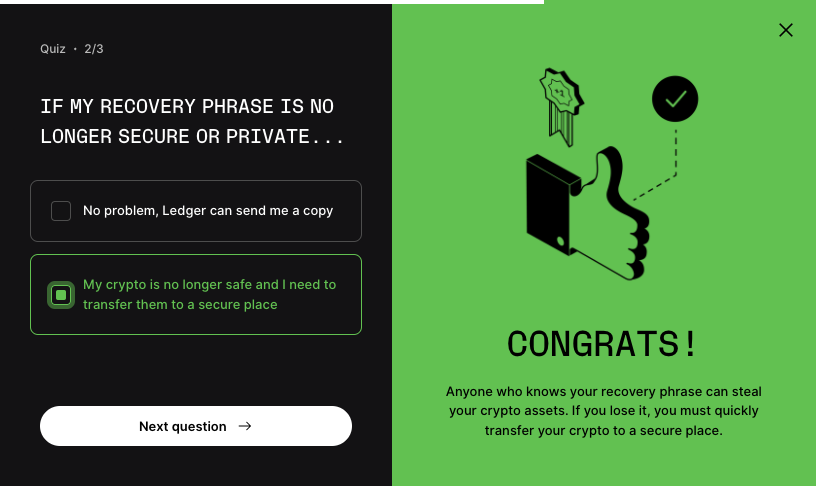 Quiz • 2/3
IF MY RECOVERY PHRASE IS NO
LONGER SECURE OR PRIVATE...
No problem, Ledger can send me a copy
My crypto is no longer safe and I need to
transfer them to a secure place
Next question
+1
CONGRATS!
Anyone who knows your recovery phrase can steal
your crypto assets. If you lose it, you must quickly
transfer your crypto to a secure place.